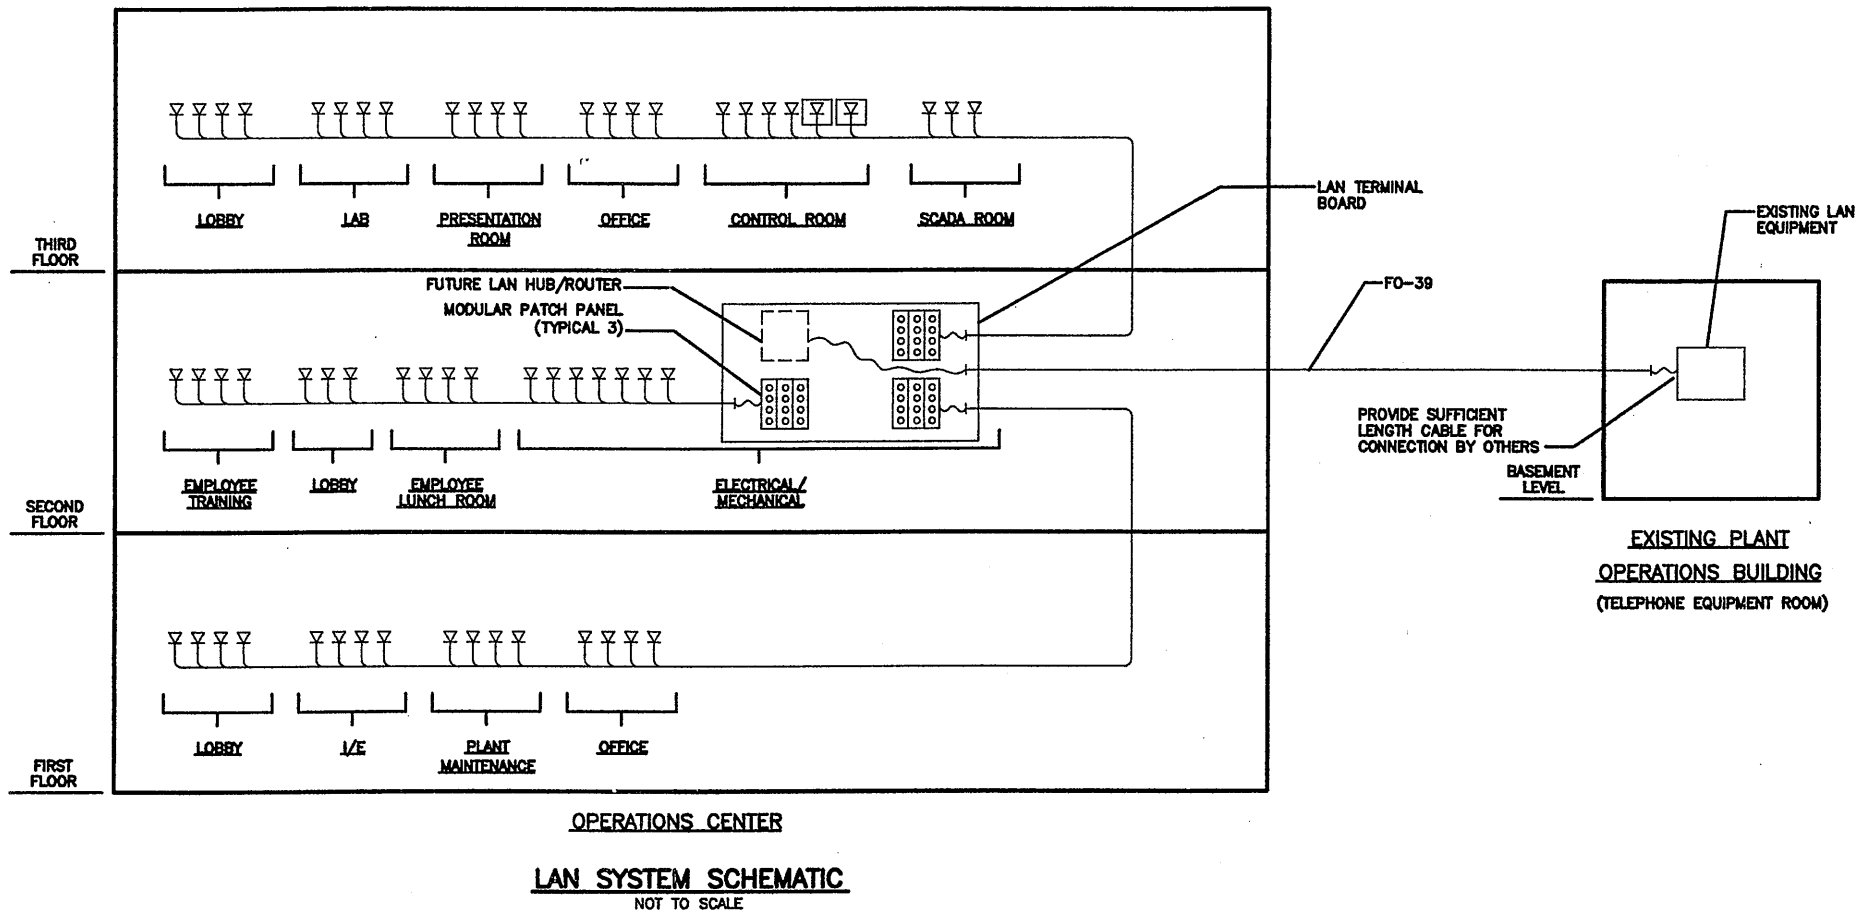 LOBBY
LAB
PRESENTATION
ROOM
OFFICE
CONTROL ROOM
SCADA ROOM
THIRD
FLOOR
LAN TERMINAL
BOARD
EXISTING LAN
EQUIPMENT
FUTURE LAN HUB/ROUTER
MODULAR PATCH PANEL
(TYPICAL 3)
FO-39
PROVIDE SUFFICIENT
LENGTH CABLE FOR
CONNECTION BY OTHERS
BASEMENT
LEVEL
EMPLOYEE
TRAINING
LOBBY
EMPLOYEE
LUNCH ROOM
ELECTRICAL/
MECHANICAL
SECOND
FLOOR
EXISTING PLANT
OPERATIONS BUILDING
(TELEPHONE EQUIPMENT ROOM)
LOBBY
I/E
PLANT
MAINTENANCE
OFFICE
FIRST
FLOOR
OPERATIONS CENTER
LAN SYSTEM SCHEMATIC
NOT TO SCALE